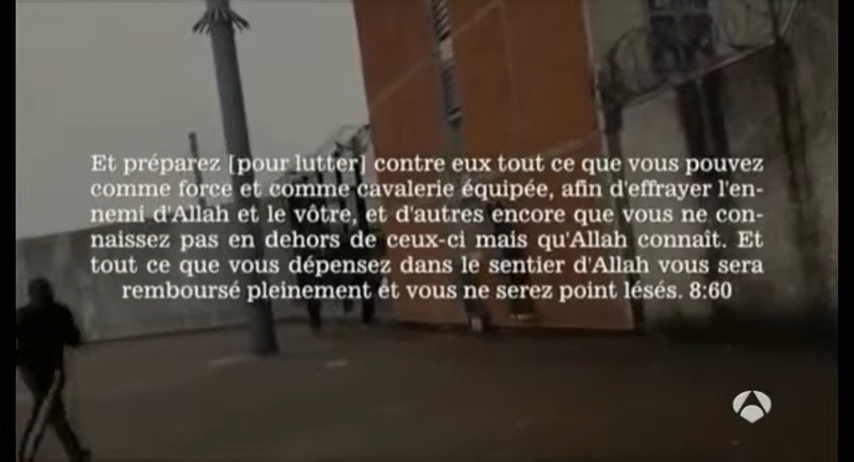 Et préparez [pour lutter] contre eux tout ce que vous pouvez
comme force et comme cavalerie équipée, afin d'effrayer l'en-
nemi d'Allah et le vôtre, et d'autres encore que vous ne con-
naissez pas en dehors de ceux-ci mais qu'Allah connaît. Et
tout ce que vous dépensez dans le sentier d'Allah vous sera
remboursé pleinement et vous ne serez point lésés. 8:60